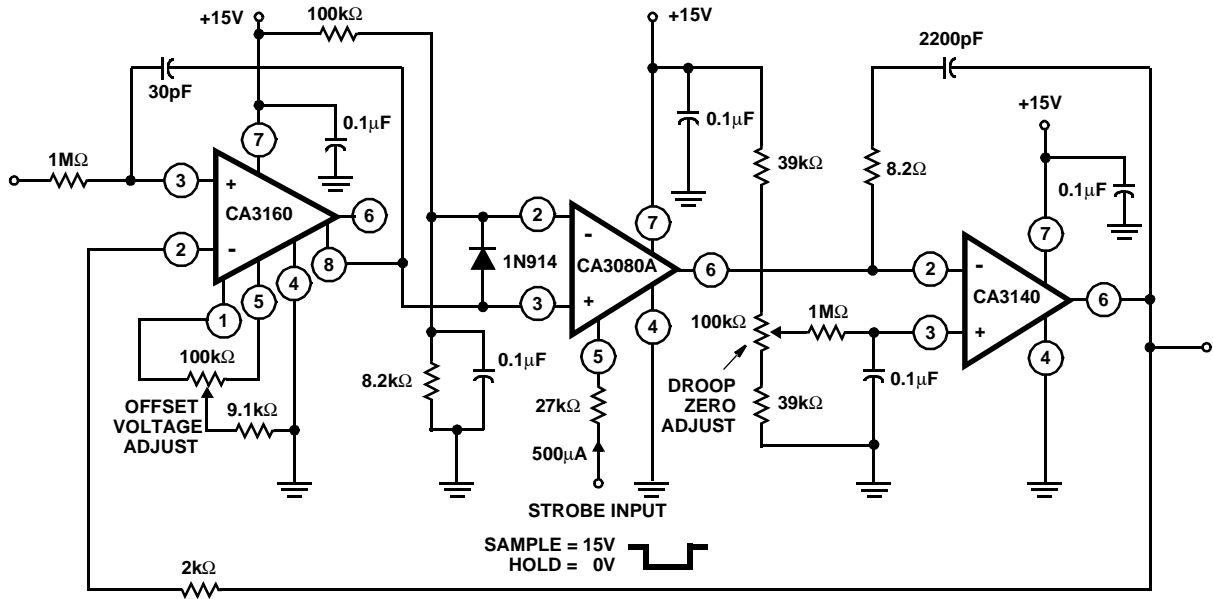 +15V
100kΩ
+15V
2200pF
30pF
0.1µF
+15V
7
0.1µF
39kΩ
8.2Ω
0.1µF
1MΩ
3
+
CA3160
6
2
-
8
4
5
1
2
-
7
1N914
CA3080A
6
3
+
4
5
2
-
7
CA3140
6
3
+
4
100kΩ
1MΩ
0.1µF
DROOP
ZERO
ADJUST
39kΩ
100kΩ
OFFSET
VOLTAGE
ADJUST
9.1kΩ
8.2kΩ
0.1µF
27kΩ
500µA
STROBE INPUT
SAMPLE = 15V
HOLD = 0V
2kΩ